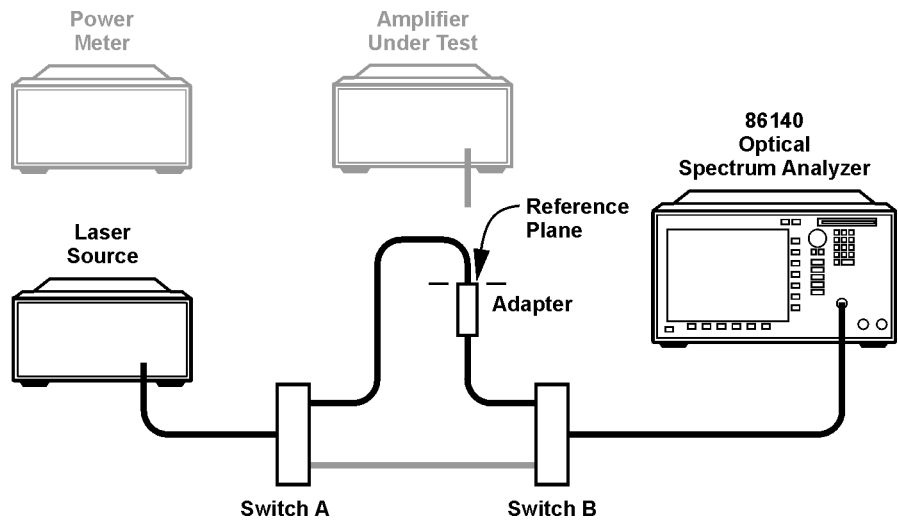 Power
Meter
Amplifier
Under Test
86140
Optical
Spectrum Analyzer
Laser
Source
Reference
Plane
Adapter
Switch A
Switch B